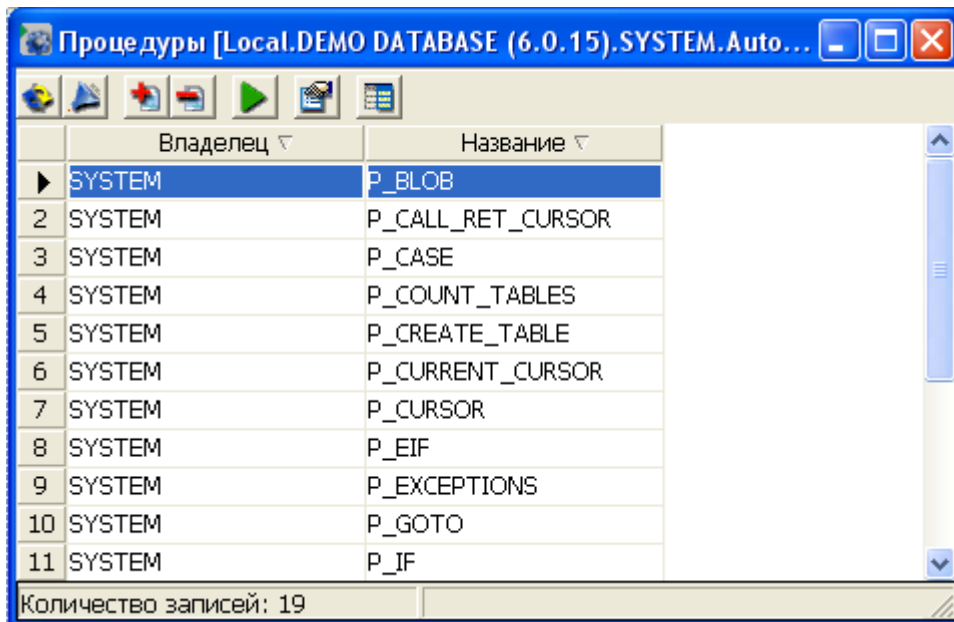 Процедуры [Local.DEMO DATABASE (6.0.15).SYSTEM.Auto...
Владелец Название
SYSTEM P_BLOB
2 SYSTEM P_CALL_RET_CURSOR
3 SYSTEM P_CASE
4 SYSTEM P_COUNT_TABLES
5 SYSTEM P_CREATE_TABLE
6 SYSTEM P_CURRENT_CURSOR
7 SYSTEM P_CURSOR
8 SYSTEM P_EIF
9 SYSTEM P_EXCEPTIONS
10 SYSTEM P_GOTO
11 SYSTEM P_IF
Количество записей: 19